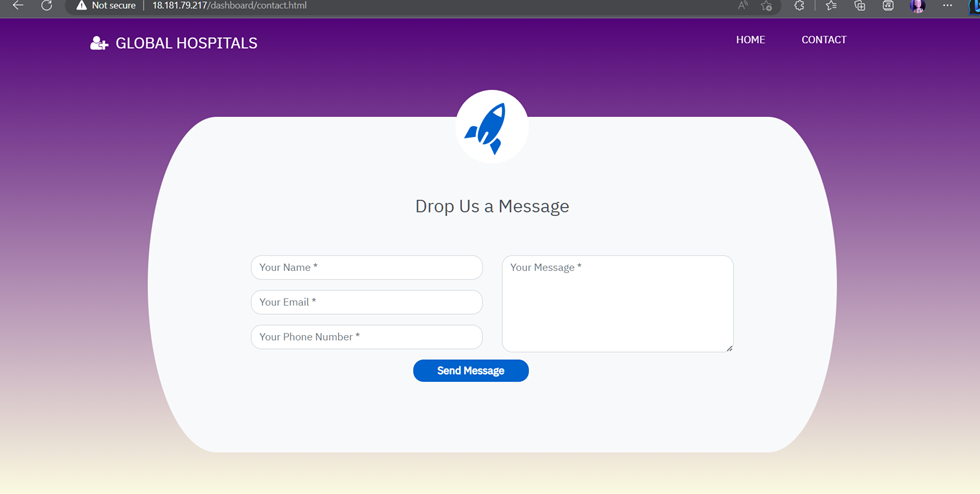 Not secure | 18.181.79.217/dashboard/contact.html
GLOBAL HOSPITALS
HOME CONTACT
Drop Us a Message
Your Name *
Your Email *
Your Phone Number *
Your Message *
Send Message